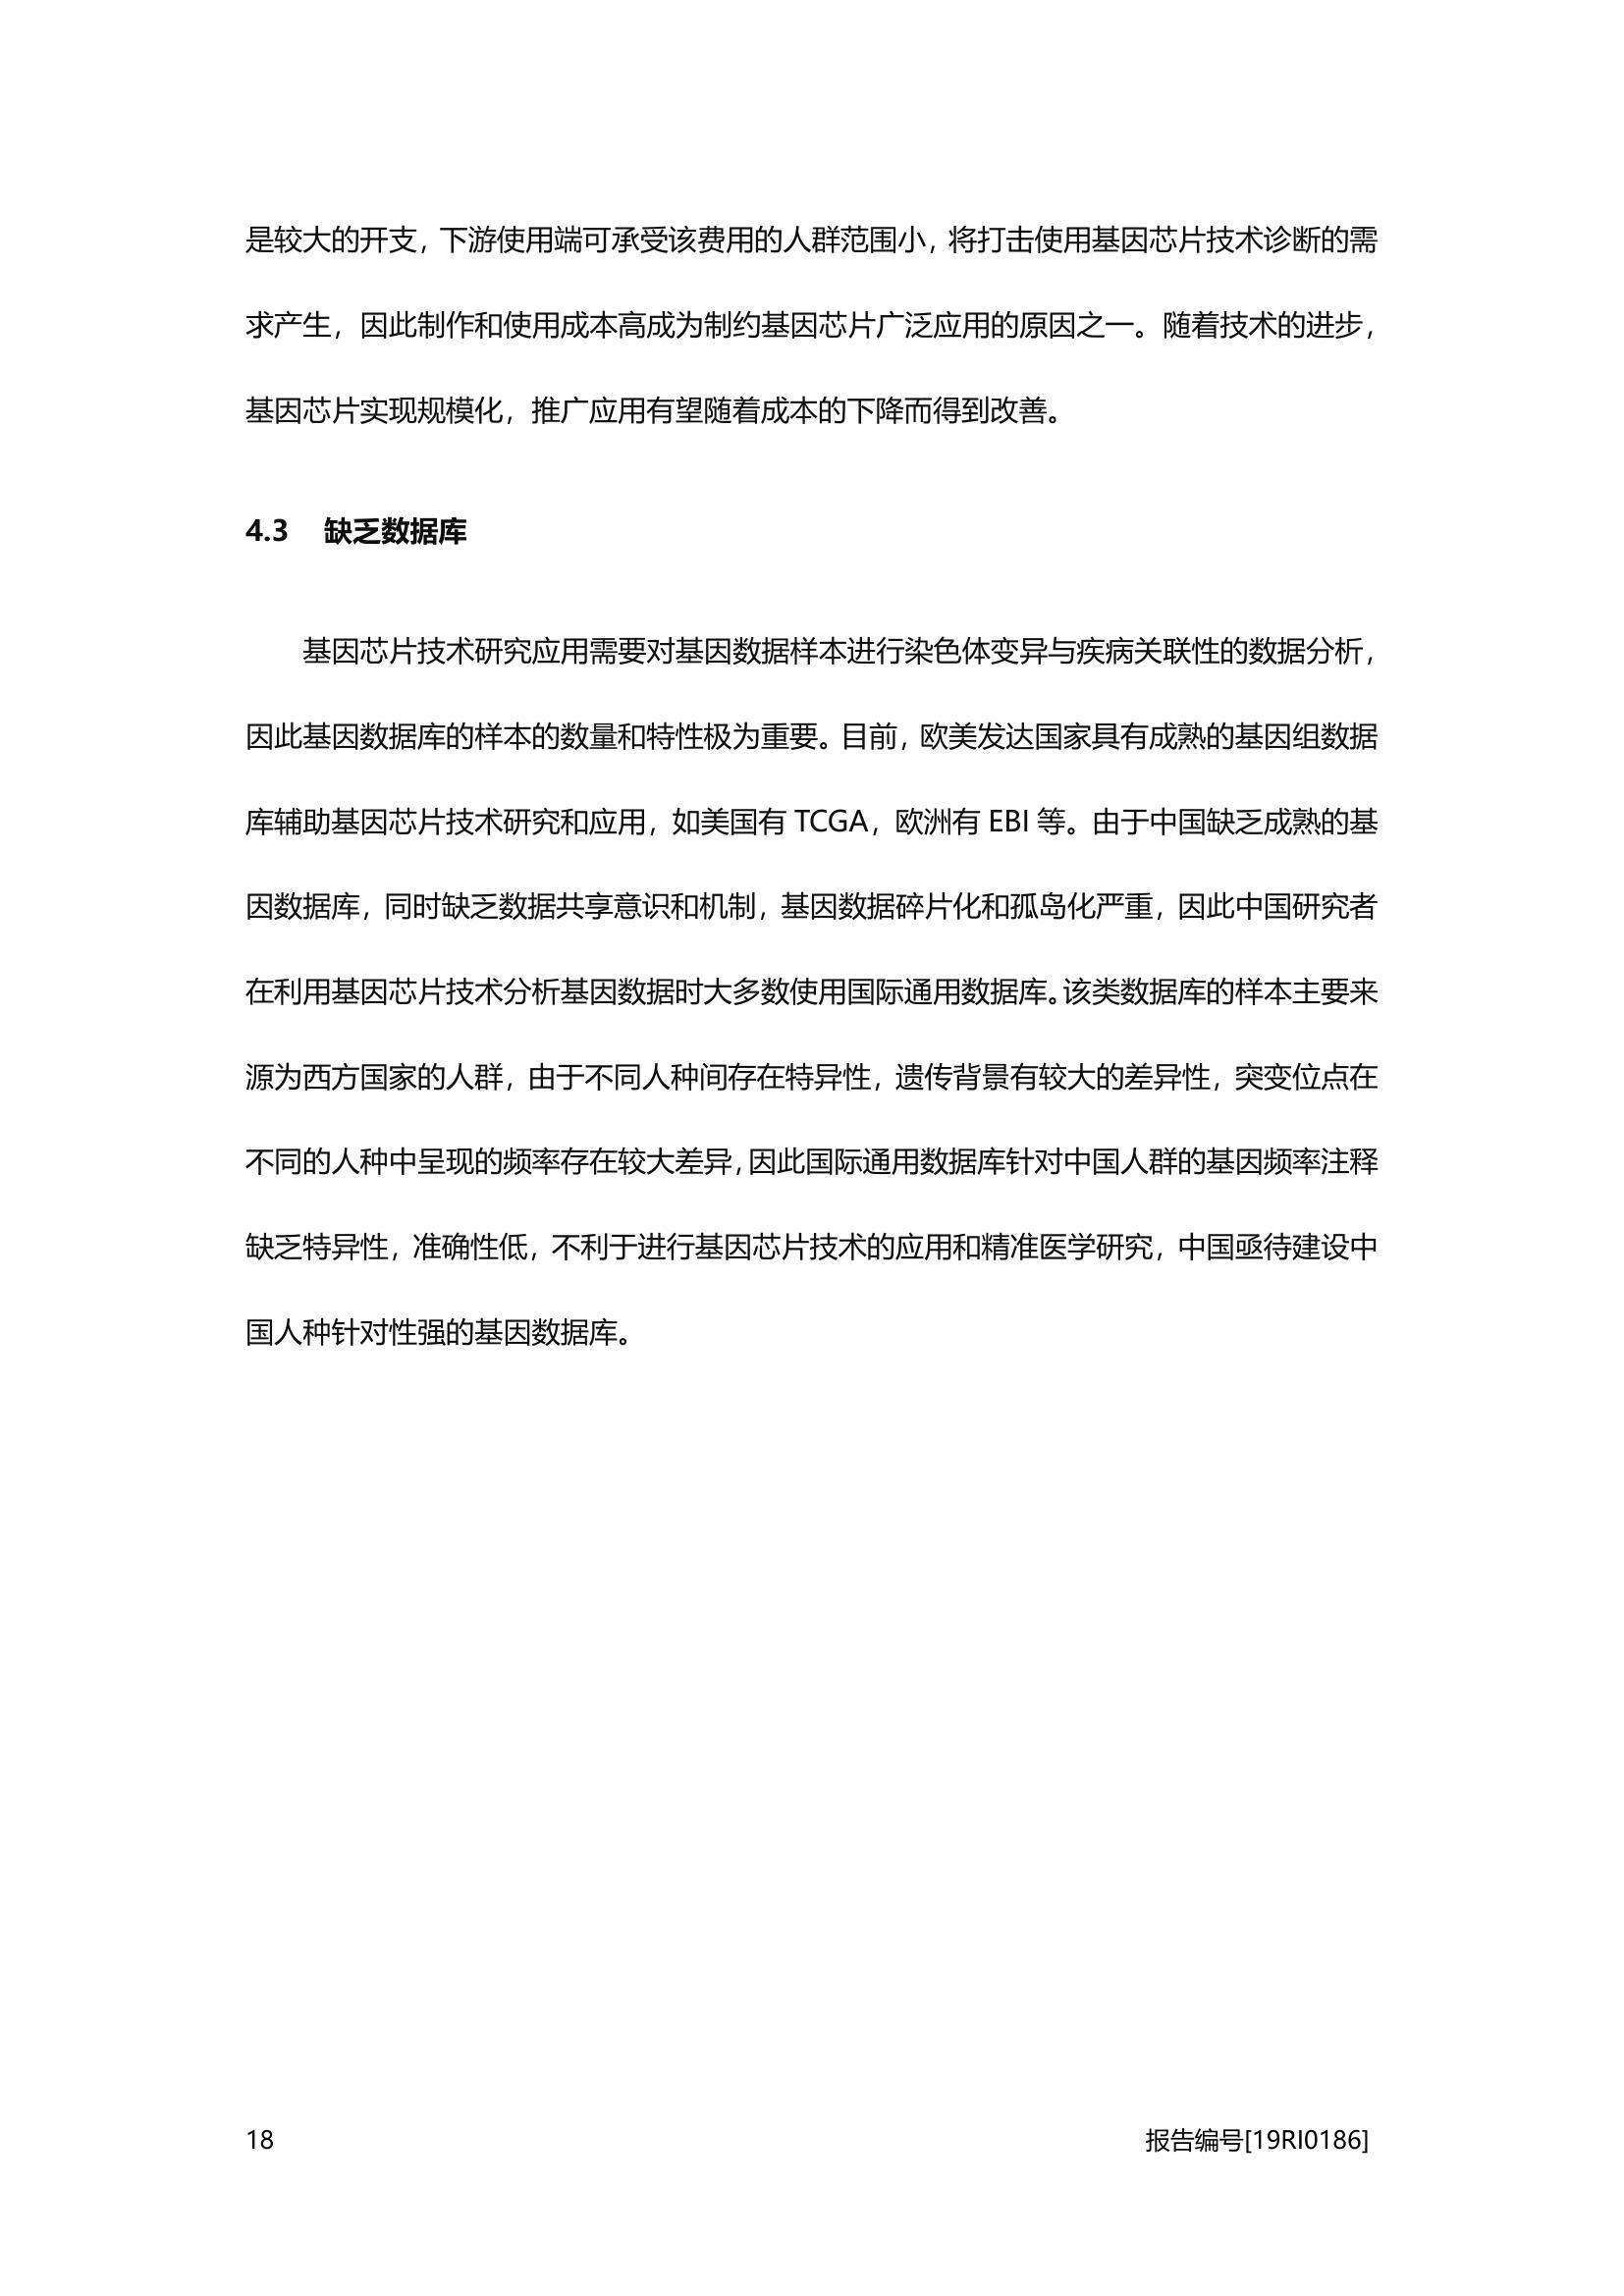 是较大的开支，下游使用端可承受该费用的人群范围小，将打击使用基因芯片技术诊断的需
求产生，因此制作和使用成本高成为制约基因芯片广泛应用的原因之一。随着技术的进步，
基因芯片实现规模化，推广应用有望随着成本的下降而得到改善。
4.3 缺乏数据库
基因芯片技术研究应用需要对基因数据样本进行染色体变异与疾病关联性的数据分析，
因此基因数据库的样本的数量和特性极为重要。目前，欧美发达国家具有成熟的基因组数据
库辅助基因芯片技术研究和应用，如美国有 TCGA，欧洲有 EBI 等。由于中国缺乏成熟的基
因数据库，同时缺乏数据共享意识和机制，基因数据碎片化和孤岛化严重，因此中国研究者
在利用基因芯片技术分析基因数据时大多数使用国际通用数据库。该类数据库的样本主要来
源为西方国家的人群，由于不同人种间存在特异性，遗传背景有较大的差异性，突变位点在
不同的人种中呈现的频率存在较大差异，因此国际通用数据库针对中国人群的基因频率注释
缺乏特异性，准确性低，不利于进行基因芯片技术的应用和精准医学研究，中国亟待建设中
国人种针对性强的基因数据库。
18 报告编号[19RI0186]